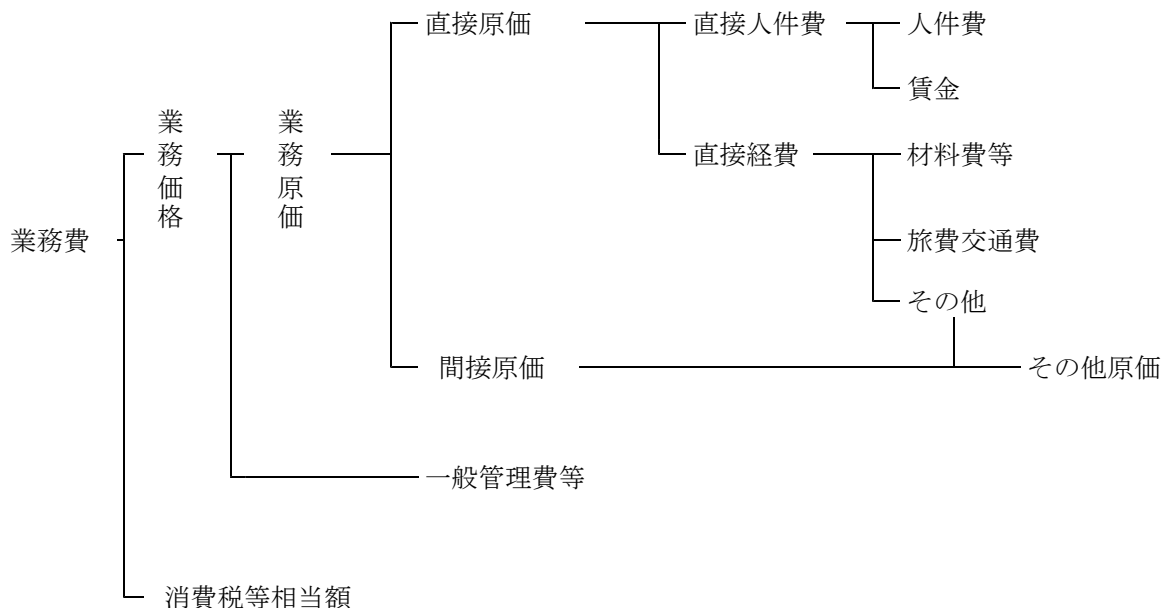 直接原価
直接人件費
人件費
賃金
業務価格
業務原価
直接経費
材料費等
業務費
旅費交通費
その他
間接原価
その他原価
一般管理費等
消費税等相当額